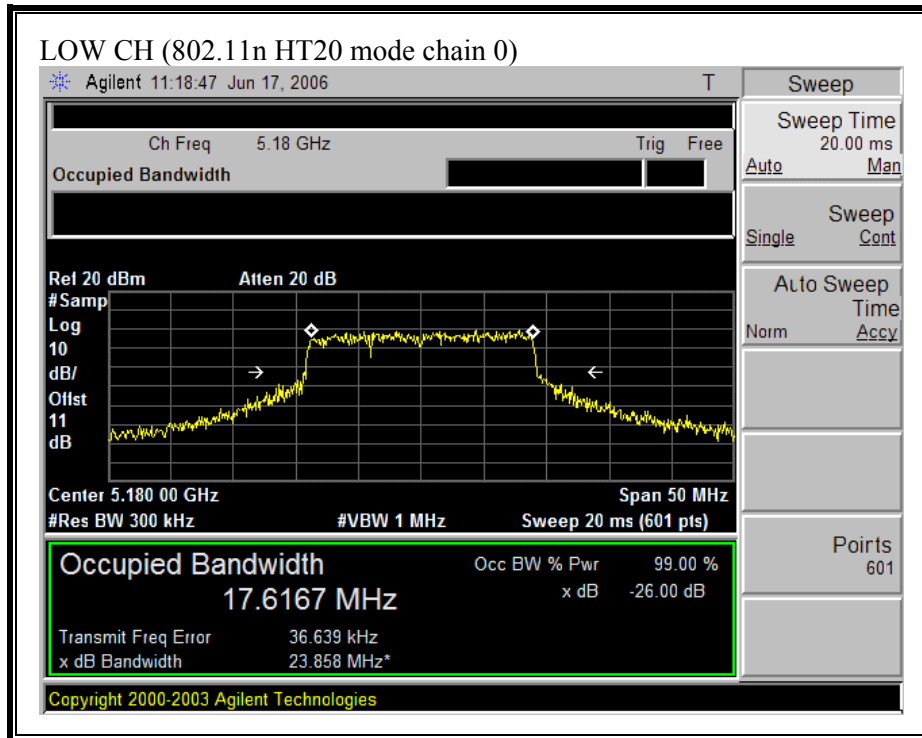 LOW CH (802.11n HT20 mode chain 0)
Agilent 11:18:47 Jun 17, 2006 T
Ch Freq 5.18 GHz Trig Free
Occupied Bandwidth
Ref 20 dBm Atten 20 dB
#Samp
Log
10
dB/
Offst
11
dB
Center 5.180 00 GHz Span 50 MHz
#Res BW 300 kHz #VBW 1 MHz Sweep 20 ms (601 pts)
Occupied Bandwidth Occ BW % Pwr 99.00 %
17.6167 MHz x dB -26.00 dB
Transmit Freq Error 36.639 kHz
x dB Bandwidth 23.858 MHz*
Copyright 2000-2003 Agilent Technologies
Sweep
Sweep Time
20.00 ms
Auto Man
Sweep
Single Cont
Auto Sweep
Time
Norm Accy
Points
601